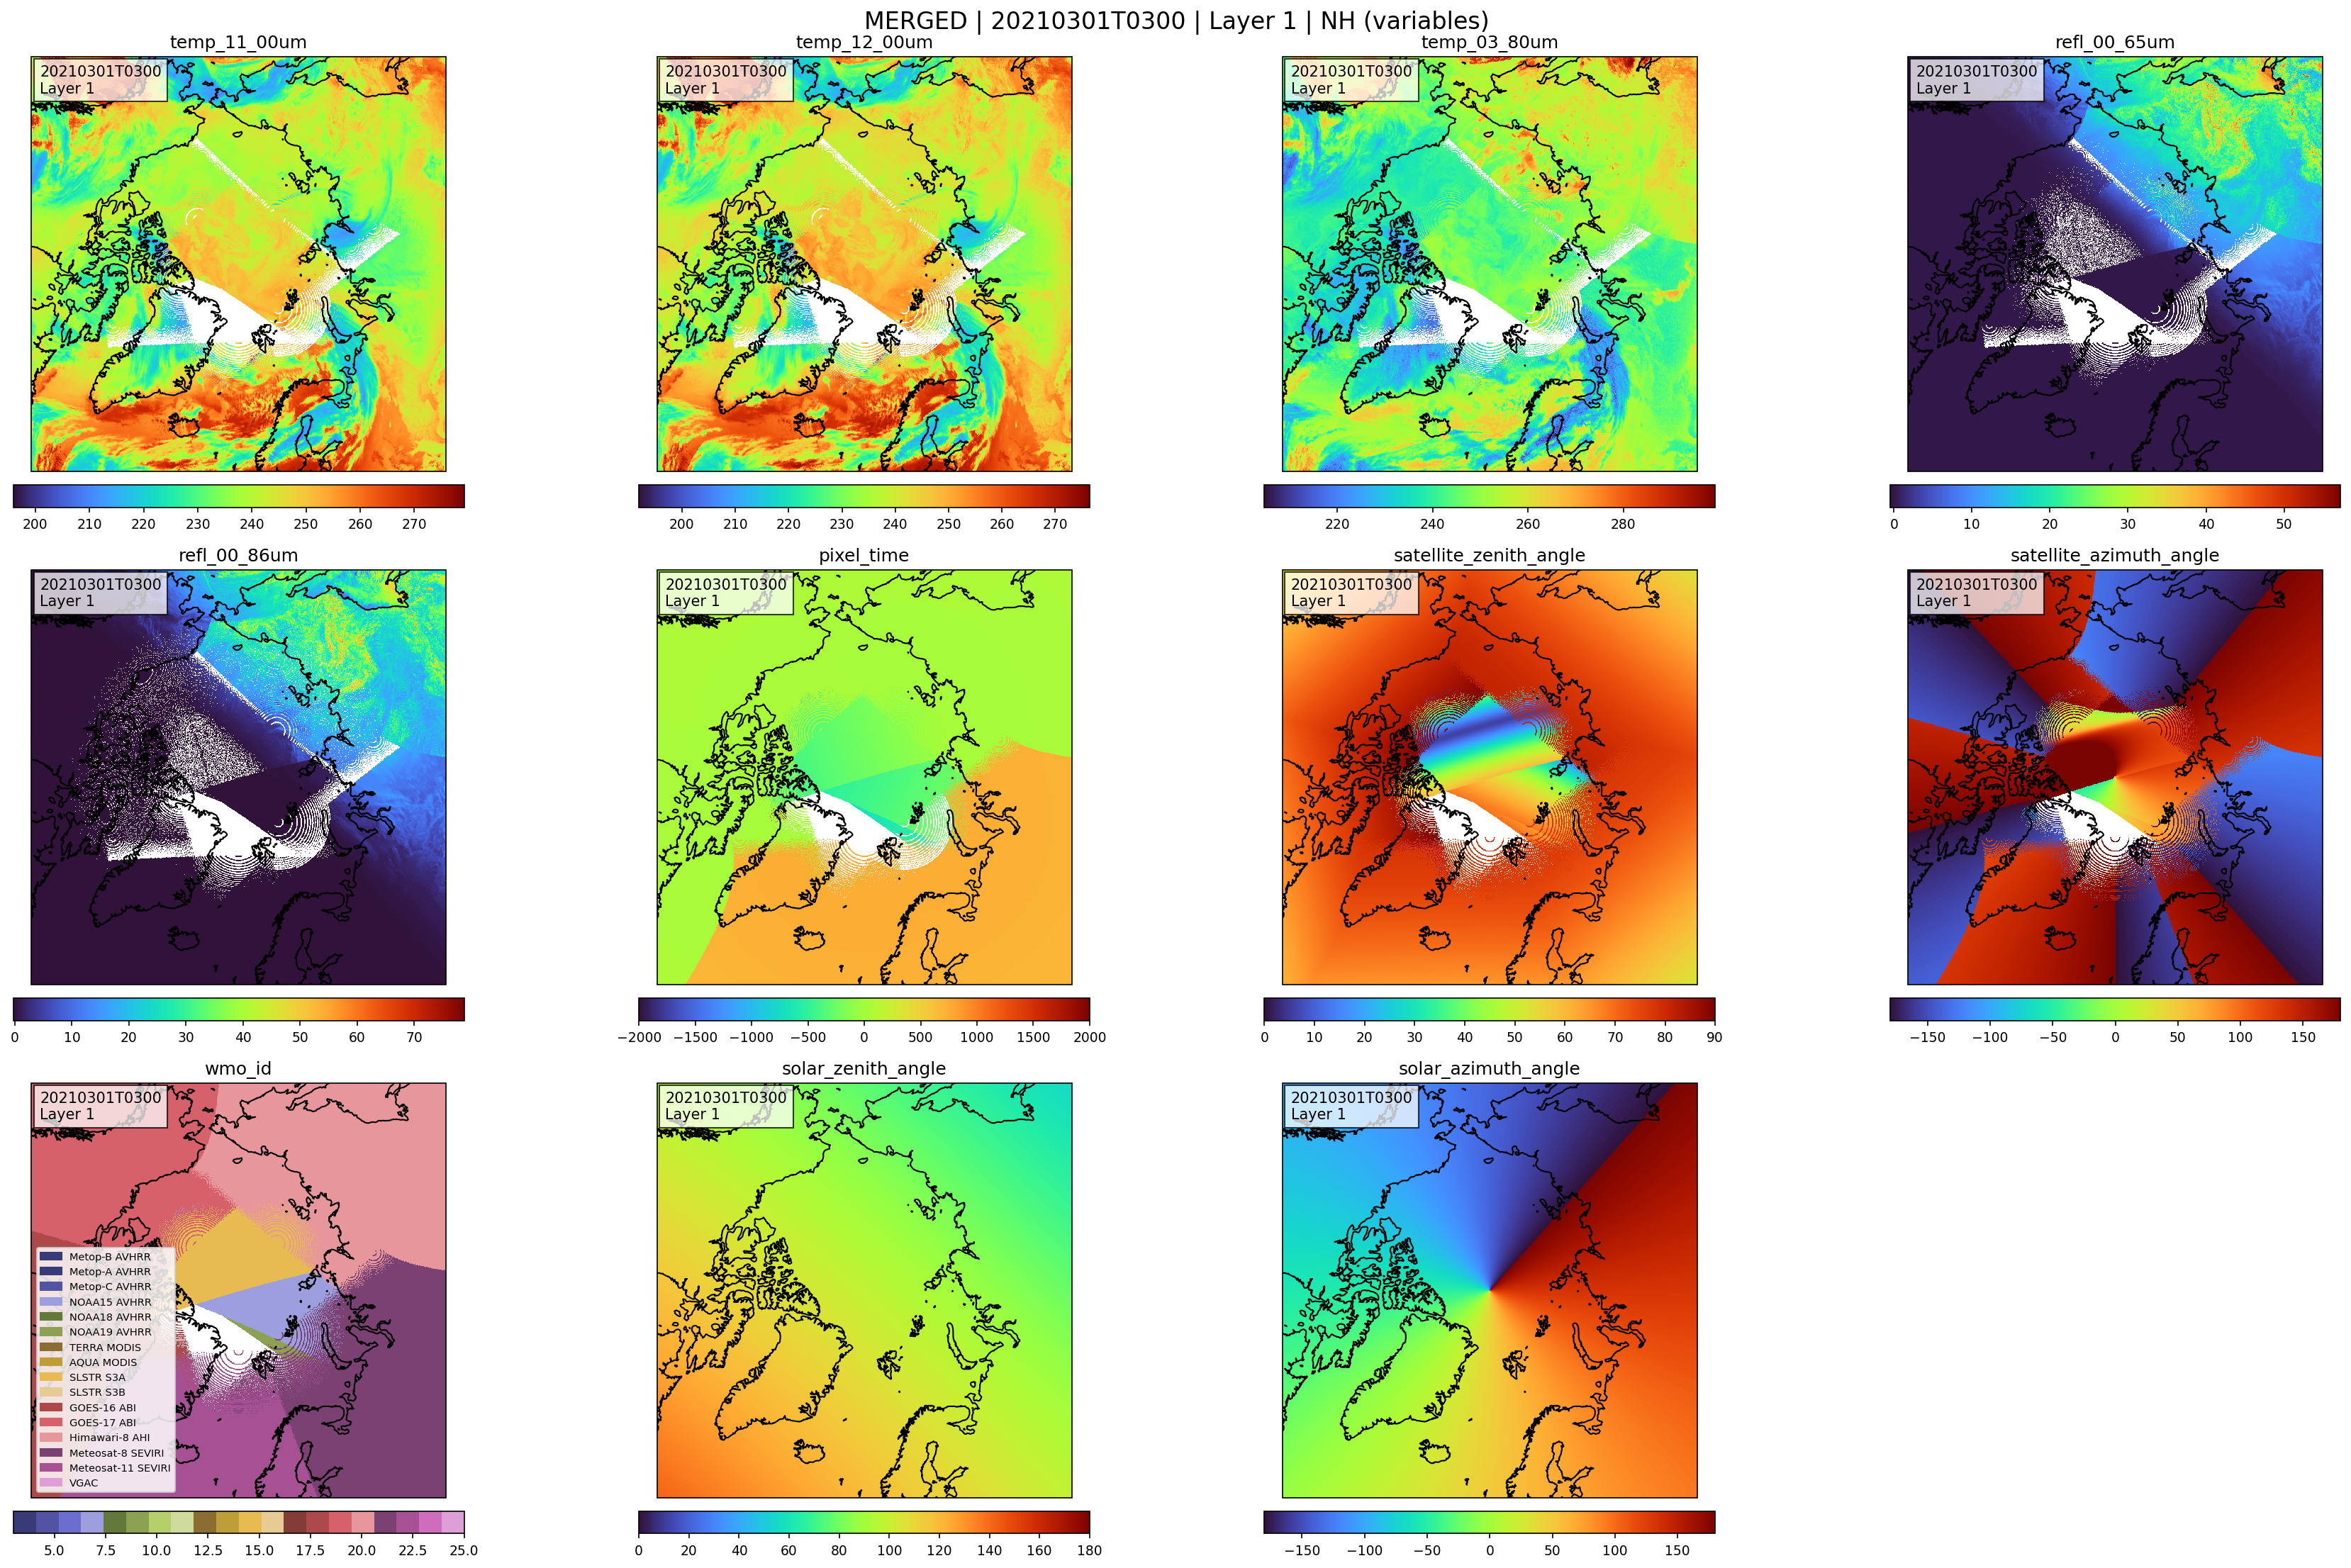 MERGED | 20210301T0300 | Layer 1 | NH (variables)
temp_11_00um
temp_12_00um
temp_03_80um
refl_00_65um
20210301T0300
Layer 1
20210301T0300
Layer 1
20210301T0300
Layer 1
20210301T0300
Layer 1
200 210 220 230 240 250 260 270
200 210 220 230 240 250 260 270
220 240 260 280
0 10 20 30 40 50
refl_00_86um
pixel_time
satellite_zenith_angle
satellite_azimuth_angle
20210301T0300
Layer 1
20210301T0300
Layer 1
20210301T0300
Layer 1
20210301T0300
Layer 1
0 10 20 30 40 50 60 70
−2000 −1500 −1000 −500 0 500 1000 1500 2000
0 10 20 30 40 50 60 70 80 90
−150 −100 −50 0 50 100 150
wmo_id
solar_zenith_angle
solar_azimuth_angle
20210301T0300
Layer 1
20210301T0300
Layer 1
20210301T0300
Layer 1
Metop-B AVHRR
Metop-A AVHRR
Metop-C AVHRR
NOAA15 AVHRR
NOAA18 AVHRR
NOAA19 AVHRR
TERRA MODIS
AQUA MODIS
SLSTR S3A
SLSTR S3B
GOES-16 ABI
GOES-17 ABI
Himawari-8 AHI
Meteosat-8 SEVIRI
Meteosat-11 SEVIRI
VGAC
5.0 7.5 10.0 12.5 15.0 17.5 20.0 22.5 25.0
0 20 40 60 80 100 120 140 160 180
−150 −100 −50 0 50 100 150